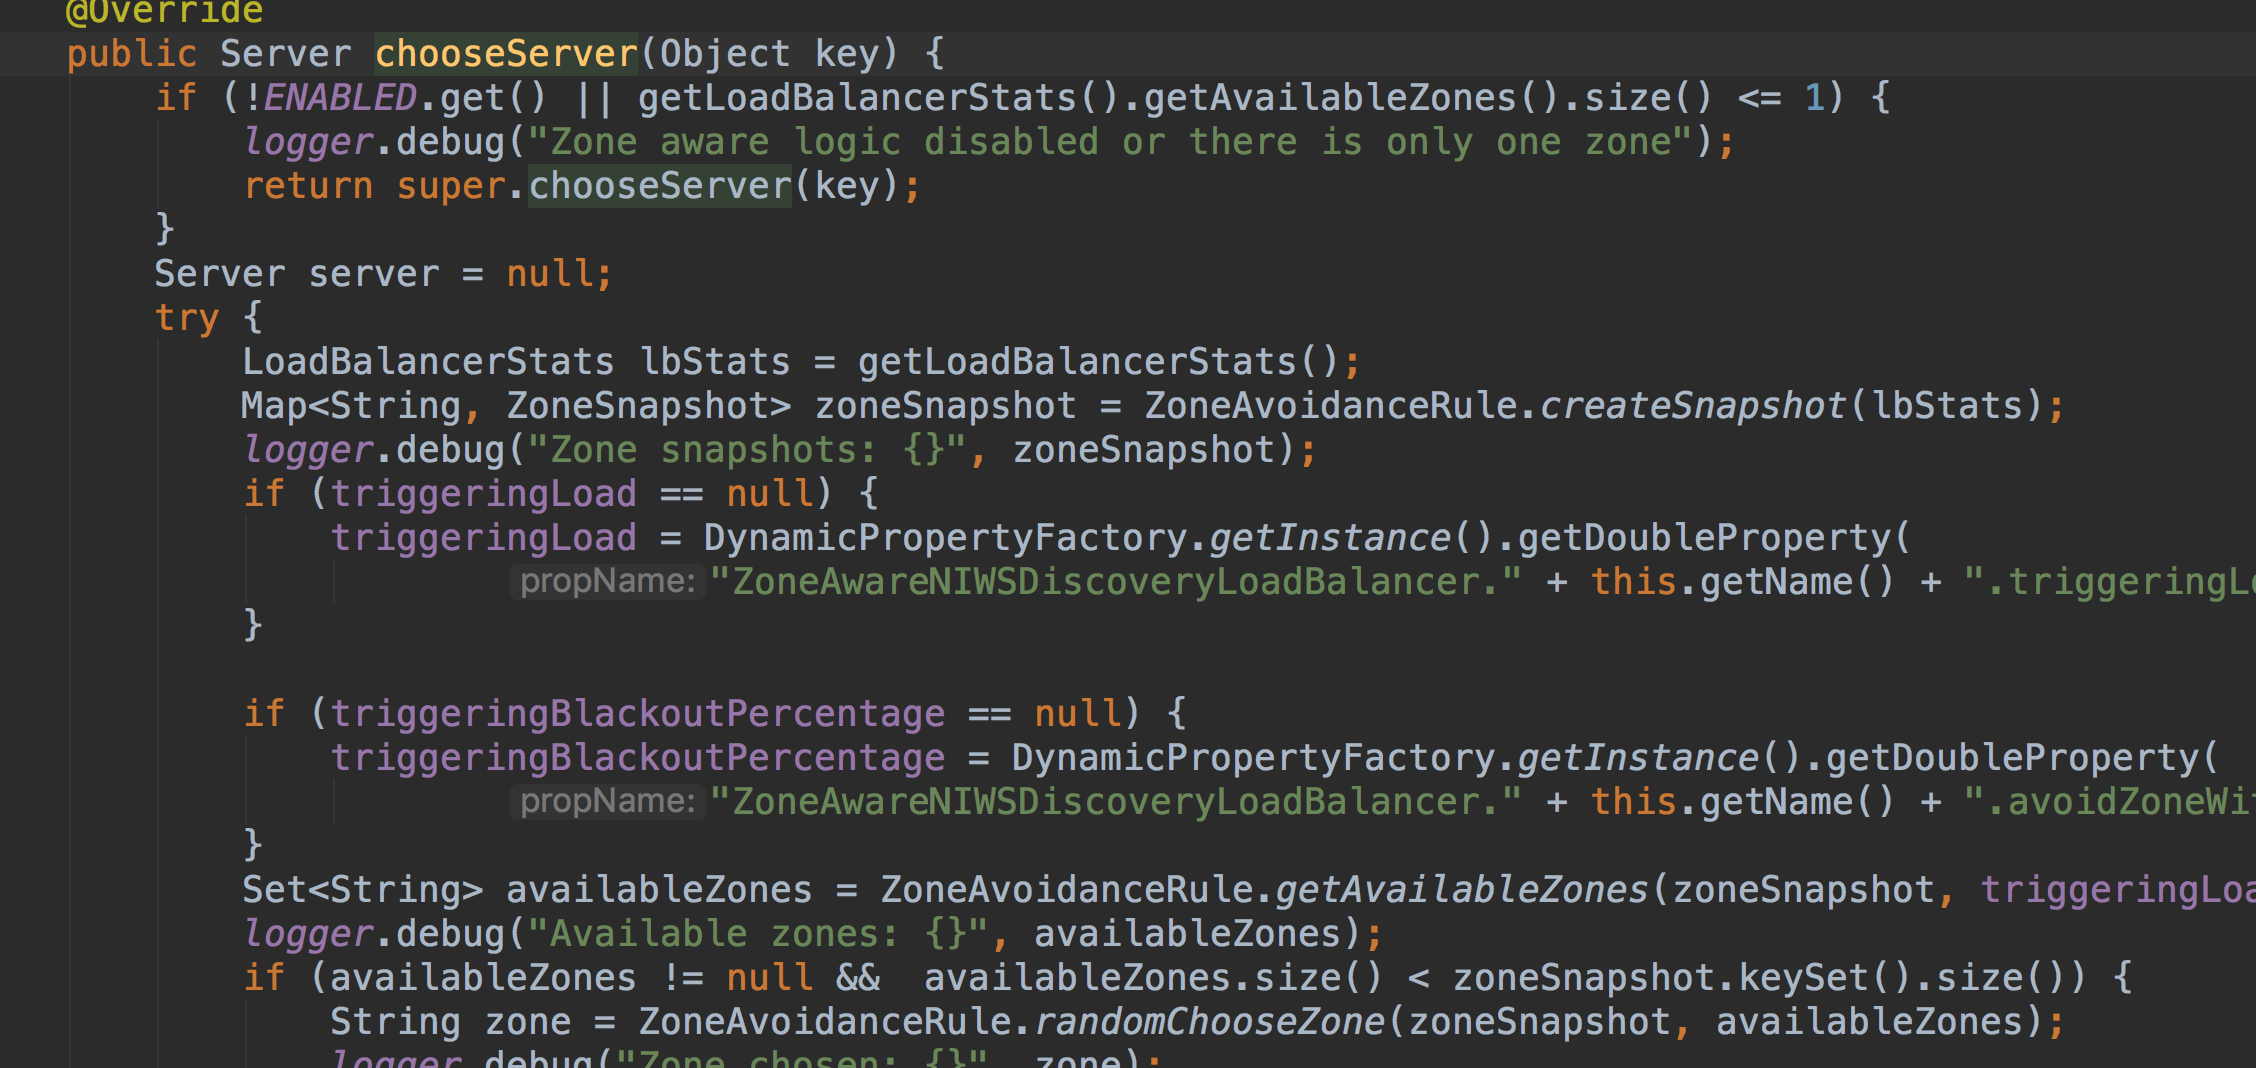 @Override
public Server chooseServer(Object key) {
if (!ENABLED.get() || getLoadBalancerStats().getAvailableZones().size() <= 1) {
logger.debug("Zone aware logic disabled or there is only one zone");
return super.chooseServer(key);
}
Server server = null;
try {
LoadBalancerStats lbStats = getLoadBalancerStats();
Map<String, ZoneSnapshot> zoneSnapshot = ZoneAvoidanceRule.createSnapshot(lbStats);
logger.debug("Zone snapshots: {}", zoneSnapshot);
if (triggeringLoad == null) {
triggeringLoad = DynamicPropertyFactory.getInstance().getDoubleProperty(
propName: "ZoneAwareNIWSDiscoveryLoadBalancer." + this.getName() + ".triggeringLo
}
if (triggeringBlackoutPercentage == null) {
triggeringBlackoutPercentage = DynamicPropertyFactory.getInstance().getDoubleProperty(
propName: "ZoneAwareNIWSDiscoveryLoadBalancer." + this.getName() + ".avoidZoneWit
}
Set<String> availableZones = ZoneAvoidanceRule.getAvailableZones(zoneSnapshot, triggeringLoa
logger.debug("Available zones: {}", availableZones);
if (availableZones != null &&  availableZones.size() < zoneSnapshot.keySet().size()) {
String zone = ZoneAvoidanceRule.randomChooseZone(zoneSnapshot, availableZones);
logger.debug("Zone chosen: {}", zone);